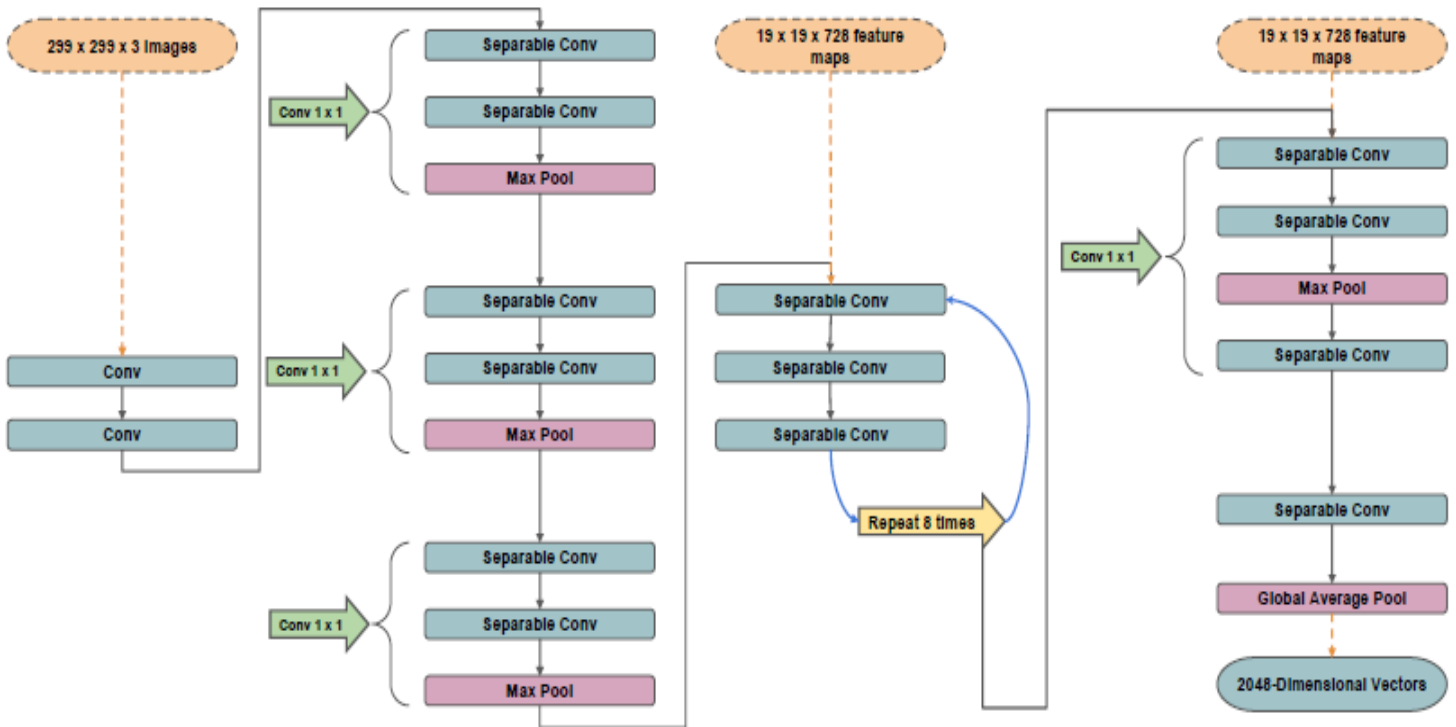 299 x 299 x 3 Images
Conv
Conv
Conv 1 x 1
Separable Conv
Separable Conv
Max Pool
Conv 1 x 1
Separable Conv
Separable Conv
Max Pool
Conv 1 x 1
Separable Conv
Separable Conv
Max Pool
19 x 19 x 728 feature
maps
Separable Conv
Separable Conv
Separable Conv
Repeat 8 times
19 x 19 x 728 feature
maps
Conv 1 x 1
Separable Conv
Separable Conv
Max Pool
Separable Conv
Separable Conv
Global Average Pool
2048-Dimensional Vectors